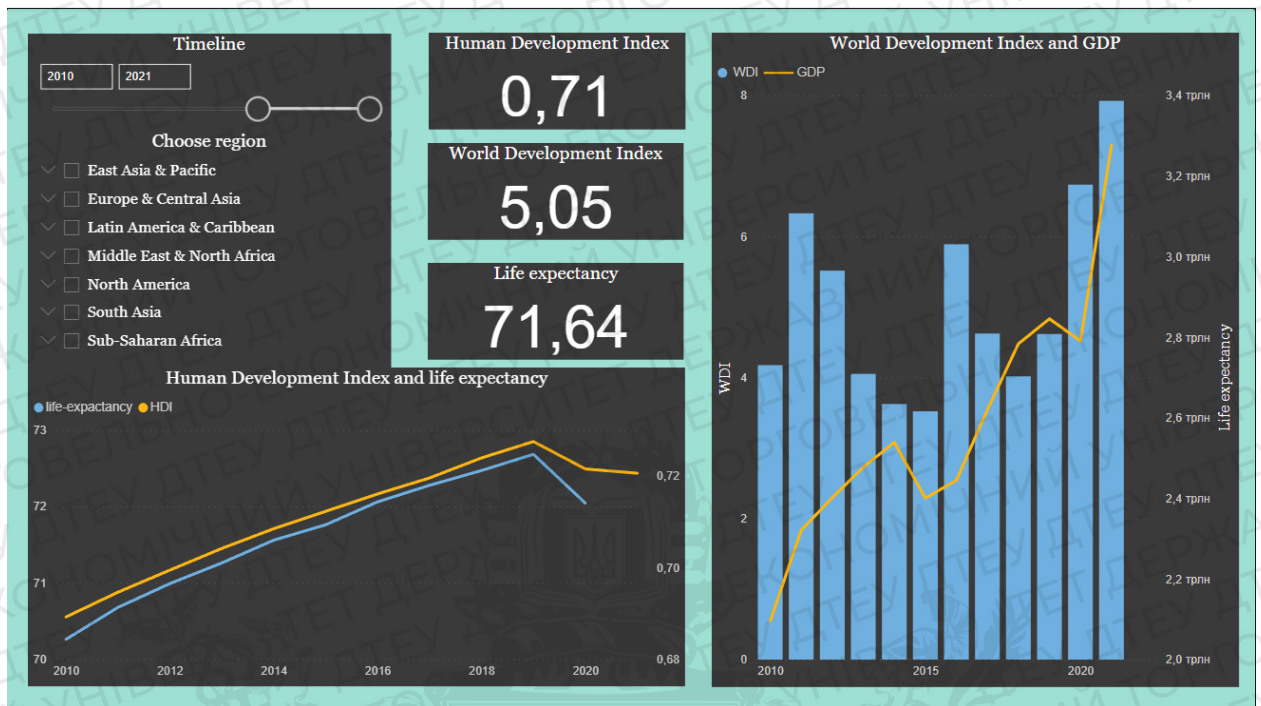 Timeline
2010 2021
Choose region
East Asia & Pacific
Europe & Central Asia
Latin America & Caribbean
Middle East & North Africa
North America
South Asia
Sub-Saharan Africa
Human Development Index
0,71
World Development Index
5,05
Life expectancy
71,64
Human Development Index and life expectancy
life-expactancy HDI
73
72
71
70
0,72
0,70
0,68
2010 2012 2014 2016 2018 2020
World Development Index and GDP
WDI GDP
8
6
4
2
0
WDI
3,4 трлн
3,2 трлн
3,0 трлн
2,8 трлн
2,6 трлн
2,4 трлн
2,2 трлн
2,0 трлн
Life expectancy
2010 2015 2020